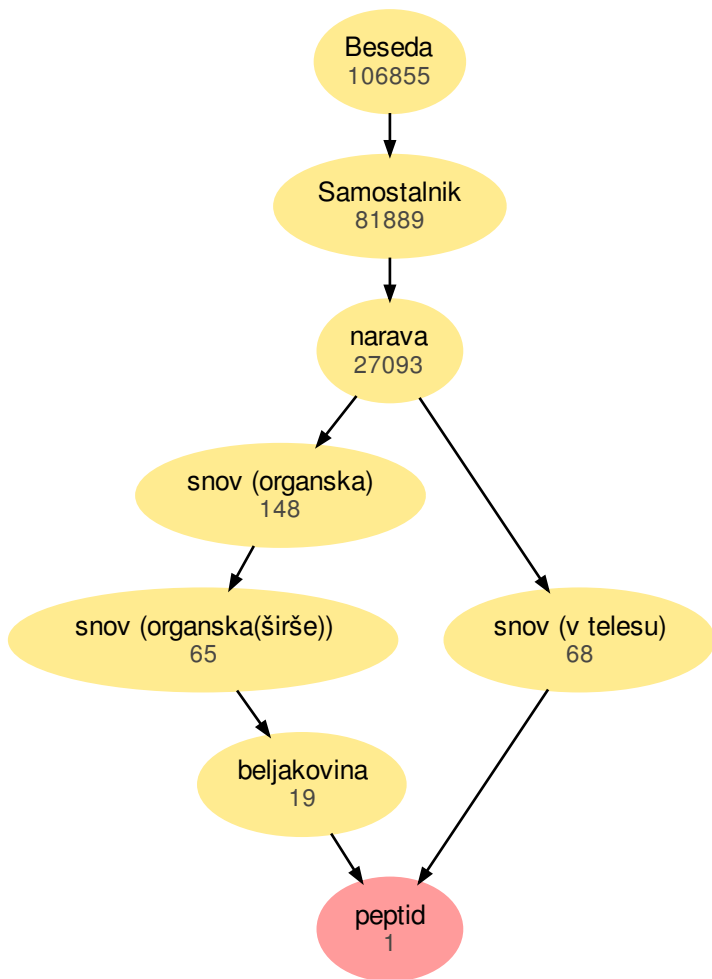 Beseda
106855
Samostalnik
81889
narava
27093
snov (organska)
148
snov (organska(širše))
65
snov (v telesu)
68
beljakovina
19
peptid
1